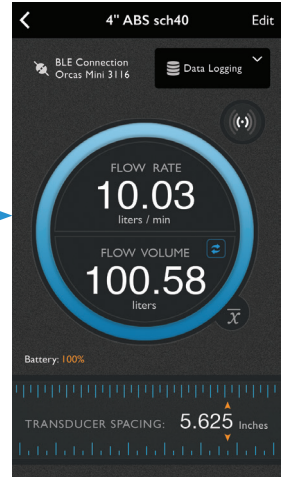 4" ABS sch40 Edit
BLE Connection
Orcas Mini 3116
Data Logging
FLOW RATE
10.03
liters / min
FLOW VOLUME
100.58
liters
x̅
Battery: 100%
TRANSDUCER SPACING: 5.625 Inches